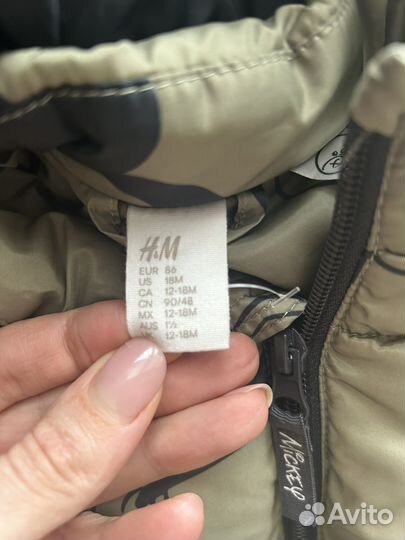 H&M
EUR 86
US 18M
CA 12-18M
CN 90/48
MX 12-18M
AUS 1½
12-18M
Mickey
Avito